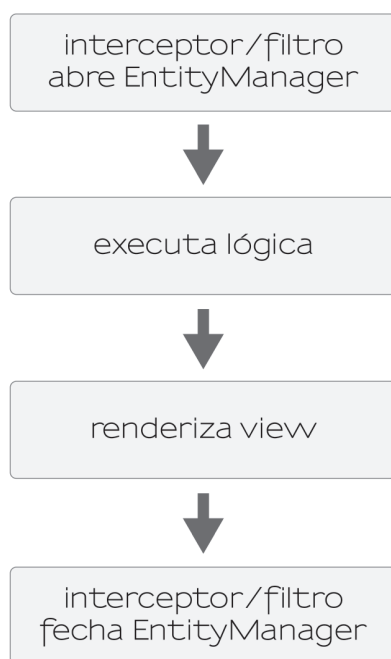 interceptor/filtro
abre EntityManager
executa lógica
renderiza view
interceptor/filtro
fecha EntityManager